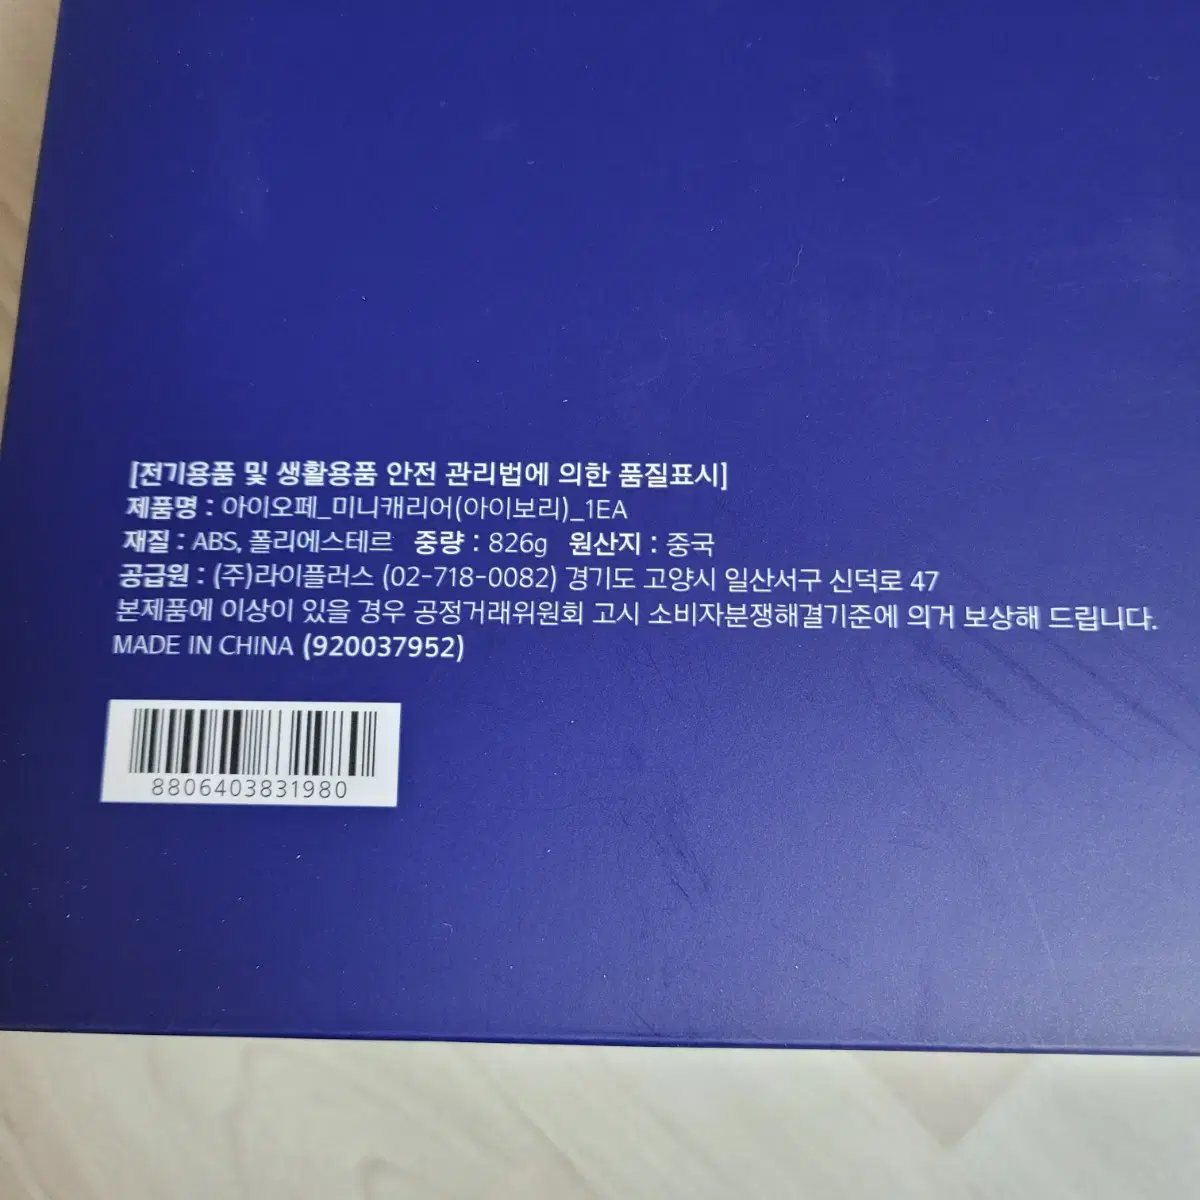 [전기용품 및 생활용품 안전 관리법에 의한 품질표시]
제품명 : 아이오페_미니캐리어(아이보리)_1EA
재질 : ABS, 폴리에스테르 중량 : 826g 원산지 : 중국
공급원 : (주)라이플러스 (02-718-0082) 경기도 고양시 일산서구 신덕로 47
본제품에 이상이 있을 경우 공정거래위원회 고시 소비자분쟁해결기준에 의거 보상해 드립니다.
MADE IN CHINA (920037952)
8806403831980